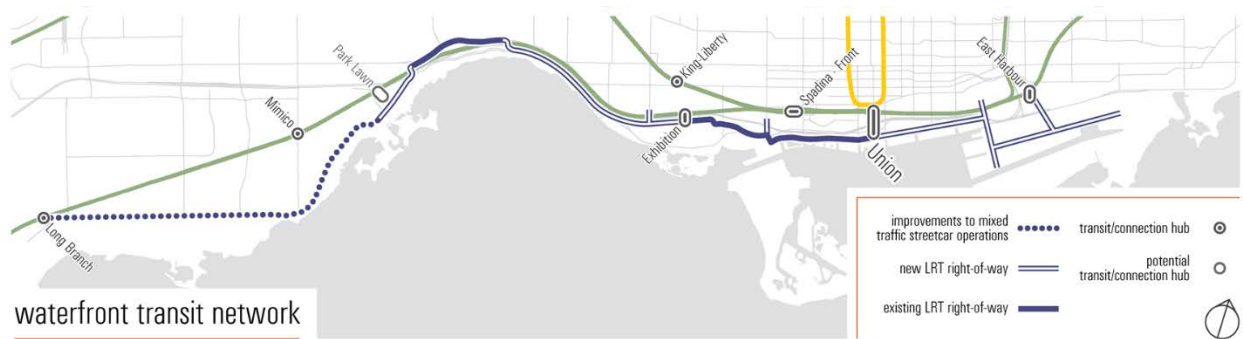 Long Branch
Mimico
Park Lawn
Exhibition
King-Liberty
Spadina - Front
Union
East Harbour
waterfront transit network
improvements to mixed
traffic streetcar operations
new LRT right-of-way
existing LRT right-of-way
transit/connection hub
potential
transit/connection hub